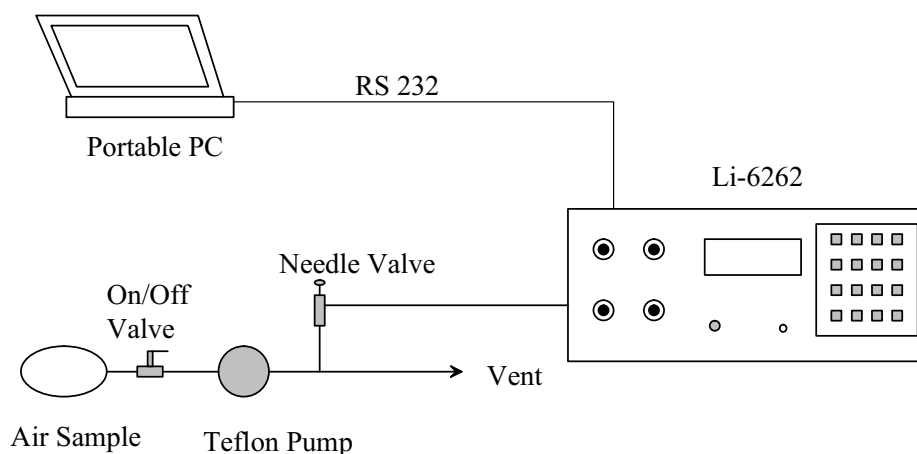 RS 232
Portable PC
Li-6262
Needle Valve
On/Off
Valve
Vent
Air Sample
Teflon Pump